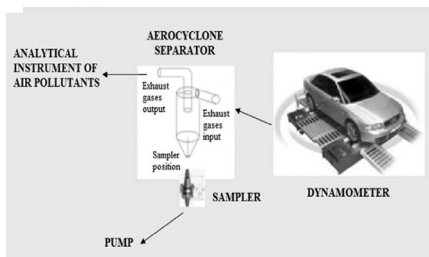 AEROCYCLONE
SEPARATOR
ANALYTICAL
INSTRUMENT OF
AIR POLLUTANTS
Exhaust
gases
output
Exhaust
gases
input
Sampler
position
SAMPLER
DYNAMOMETER
PUMP